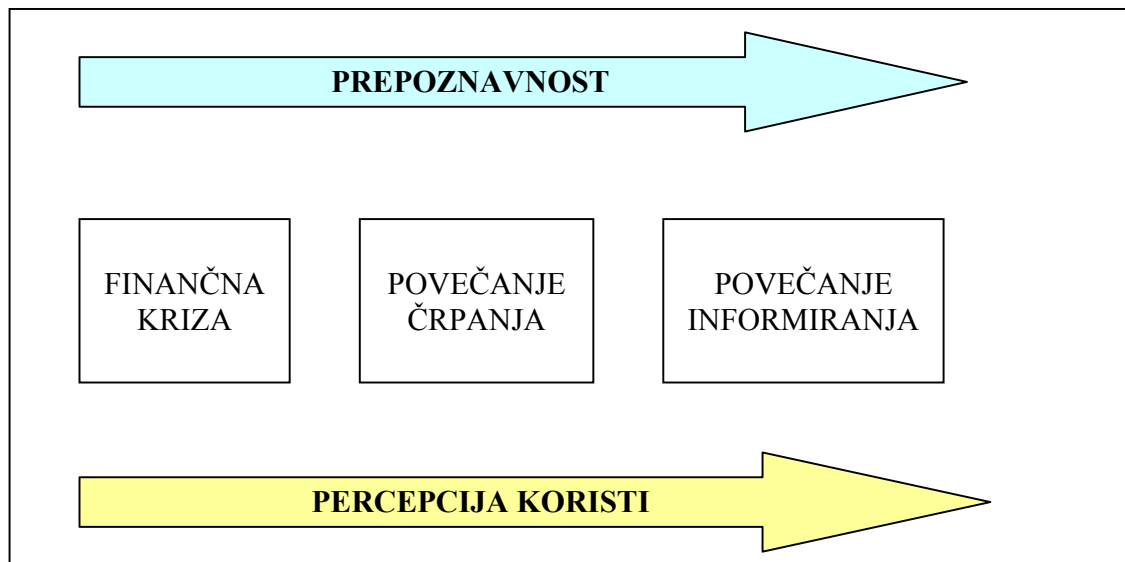 PREPOZNAVNOST
FINANČNA
KRIZA
POVEČANJE
ČRPANJA
POVEČANJE
INFORMIRANJA
PERCEPCIJA KORISTI